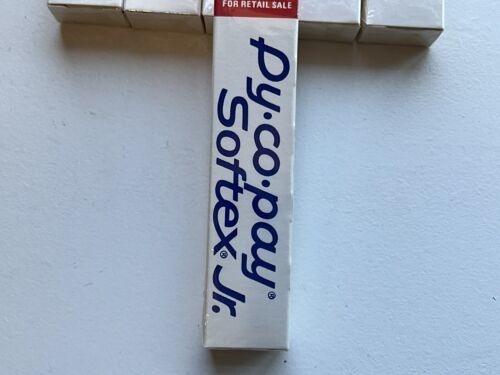 FOR RETAIL SALE
Py·co·pay®
Softex® Jr.